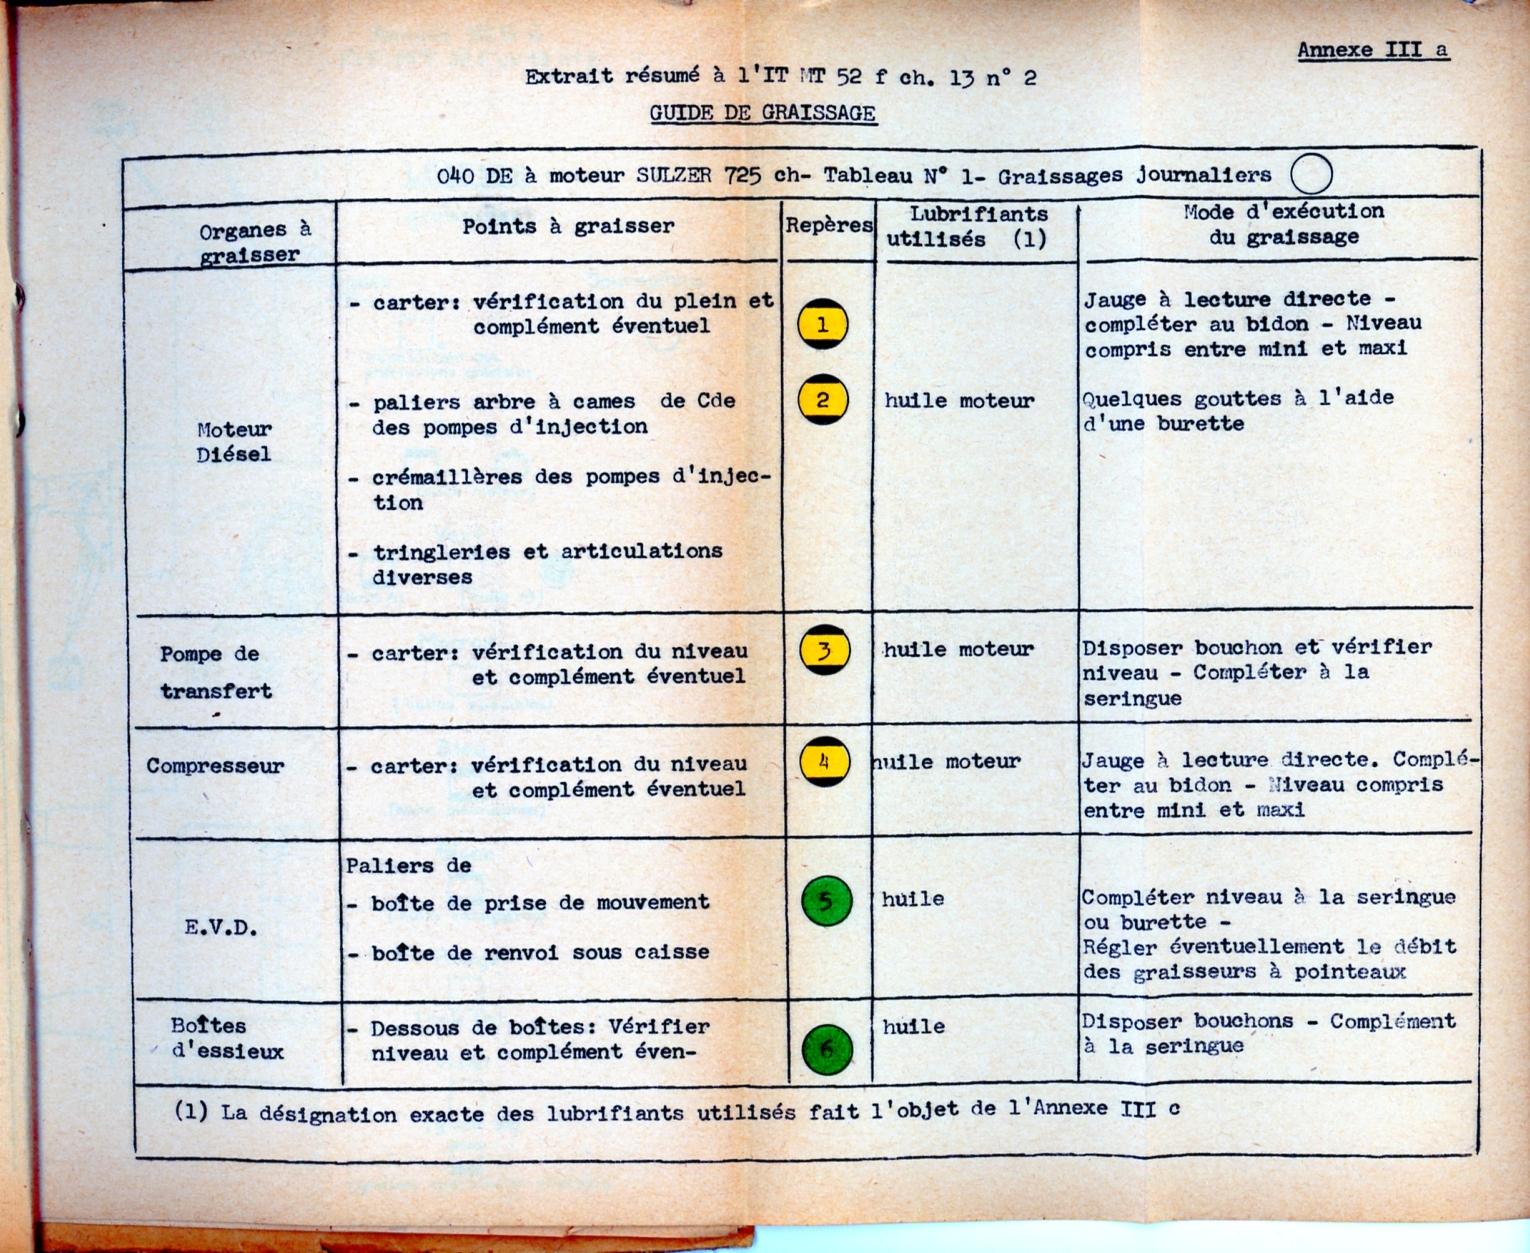 Annexe III a
Extrait résumé à l'IT MT 52 f ch. 13 n° 2
GUIDE DE GRAISSAGE
040 DE à moteur SULZER 725 ch- Tableau N° 1- Graissages journaliers
Organes à
graisser
Points à graisser
Repères
Lubrifiants
utilisés (1)
Mode d'exécution
du graissage
Moteur
Diésel
- carter: vérification du plein et
complément éventuel
1
Jauge à lecture directe -
compléter au bidon - Niveau
compris entre mini et maxi
- paliers arbre à cames de Cde
des pompes d'injection
2
huile moteur
Quelques gouttes à l'aide
d'une burette
- crémaillères des pompes d'injec-
tion
- tringleries et articulations
diverses
Pompe de
transfert
- carter: vérification du niveau
et complément éventuel
3
huile moteur
Disposer bouchon et vérifier
niveau - Compléter à la
seringue
Compresseur
- carter: vérification du niveau
et complément éventuel
4
huile moteur
Jauge à lecture directe. Complé-
ter au bidon - Niveau compris
entre mini et maxi
E.V.D.
Paliers de
- boîte de prise de mouvement
- boîte de renvoi sous caisse
5
huile
Compléter niveau à la seringue
ou burette -
Régler éventuellement le débit
des graisseurs à pointeaux
Boîtes
d'essieux
- Dessous de boîtes: Vérifier
niveau et complément éven-
6
huile
Disposer bouchons - Complément
à la seringue
(1) La désignation exacte des lubrifiants utilisés fait l'objet de l'Annexe III c